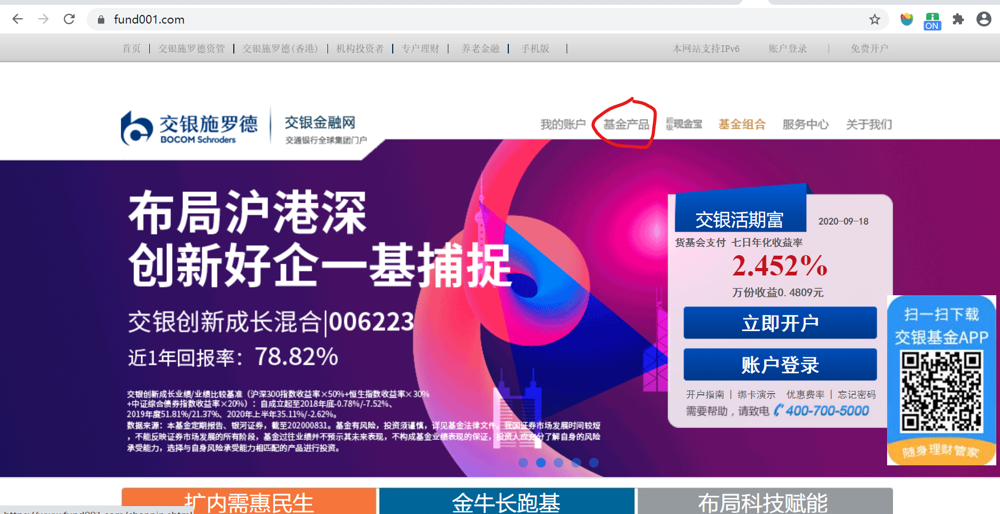 fund001.com
ON
首页 | 交银施罗德资管 | 交银施罗德(香港) | 机构投资者 | 专户理财 | 养老金融 | 手机版 |
本网站支持IPv6 账户登录 | 免费开户
交银施罗德
BOCOM Schroders
交银金融网
交通银行全球集团门户
我的账户 基金产品 超级现金宝 基金组合 服务中心 关于我们
布局沪港深
创新好企一基捕捉
交银创新成长混合|006223
近1年回报率：78.82%
交银创新成长业绩/业绩比较基准（沪深300指数收益率×50%+恒生指数收益率×30%
+中证综合债券指数收益率×20%）：自成立起至2018年底-0.78%/-7.52%、
2019年度51.81%/21.37%、2020年上半年35.11%/-2.62%。
数据来源：本基金定期报告、银河证券，截至202000831。基金有风险，投资须谨慎，详见基金法律文件。我国证券市场发展时间较短
，不能反映证券市场发展的所有阶段，基金过往业绩并不预示其未来表现，不构成基金业绩表现的保证，投资人应充分了解自身的风险
承受能力，选择与自身风险承受能力相匹配的产品进行投资。
交银活期富
2020-09-18
货基会支付 七日年化收益率
2.452%
万份收益0.4809元
立即开户
账户登录
开户指南 | 绑卡演示 优惠费率 | 忘记密码
需要帮助，请致电 400-700-5000
扫一扫下载
交银基金APP
随身理财管家
扩内需惠民生
金牛长跑基
布局科技赋能